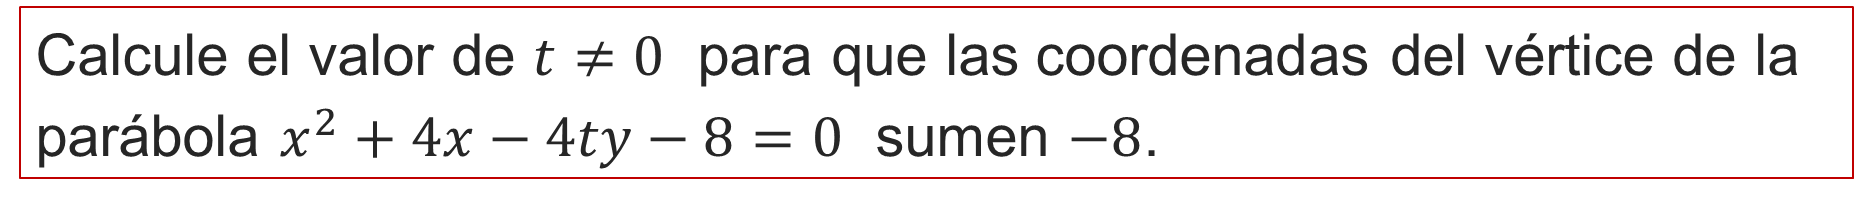 Calcule el valor de t ≠ 0 para que las coordenadas del vértice de la
parábola x² + 4x − 4ty − 8 = 0 sumen −8.